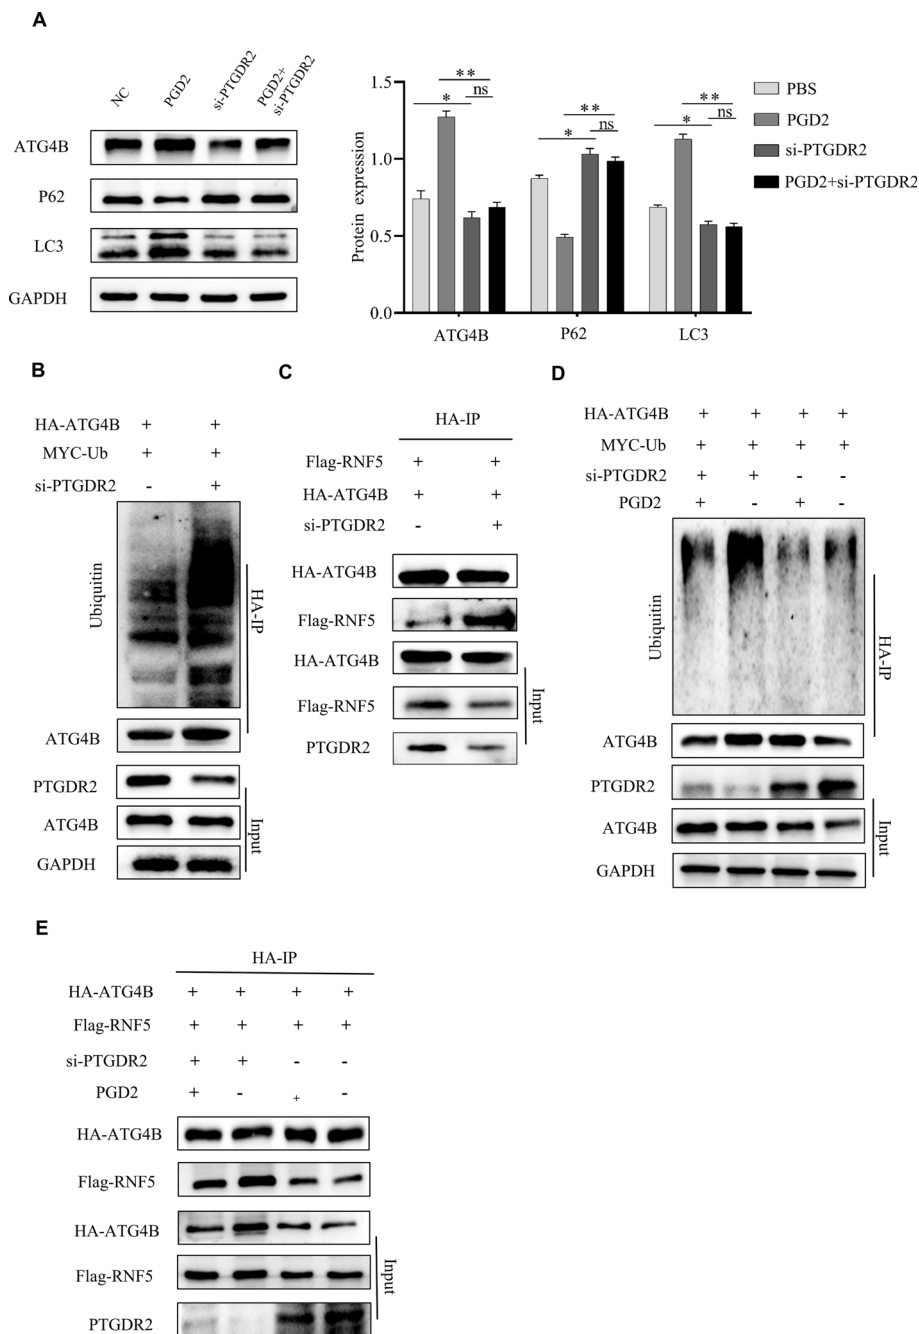 A
NC PGD2 si-PTGDR2 PGD2+ si-PTGDR2
ATG4B
P62
LC3
GAPDH
Protein expression
1.5
1.0
0.5
0.0
* ** ns
* ** ns
* ** ns
ATG4B P62 LC3
PBS
PGD2
si-PTGDR2
PGD2+si-PTGDR2
B
HA-ATG4B + +
MYC-Ub + +
si-PTGDR2 - +
Ubiquitin
HA-IP
ATG4B
PTGDR2
ATG4B
GAPDH
Input
C
HA-IP
Flag-RNF5 + +
HA-ATG4B + +
si-PTGDR2 - +
HA-ATG4B
Flag-RNF5
HA-ATG4B
Flag-RNF5
PTGDR2
Input
D
HA-ATG4B + + + +
MYC-Ub + + + +
si-PTGDR2 + + - -
PGD2 + - + -
Ubiquitin
HA-IP
ATG4B
PTGDR2
ATG4B
GAPDH
Input
E
HA-IP
HA-ATG4B + + + +
Flag-RNF5 + + + +
si-PTGDR2 + + - -
PGD2 + - + -
HA-ATG4B
Flag-RNF5
HA-ATG4B
Flag-RNF5
PTGDR2
Input